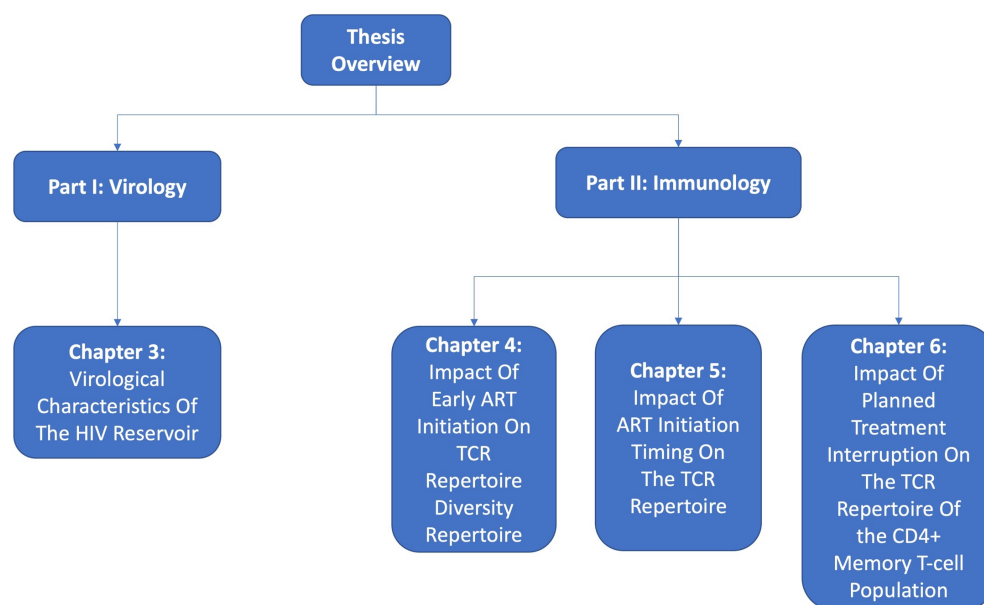 Thesis
Overview
Part I: Virology
Part II: Immunology
Chapter 3:
Virological
Characteristics Of
The HIV Reservoir
Chapter 4:
Impact Of
Early ART
Initiation On
TCR
Repertoire
Diversity
Repertoire
Chapter 5:
Impact Of
ART Initiation
Timing On
The TCR
Repertoire
Chapter 6:
Impact Of
Planned
Treatment
Interruption On
The TCR
Repertoire Of
the CD4+
Memory T-cell
Population